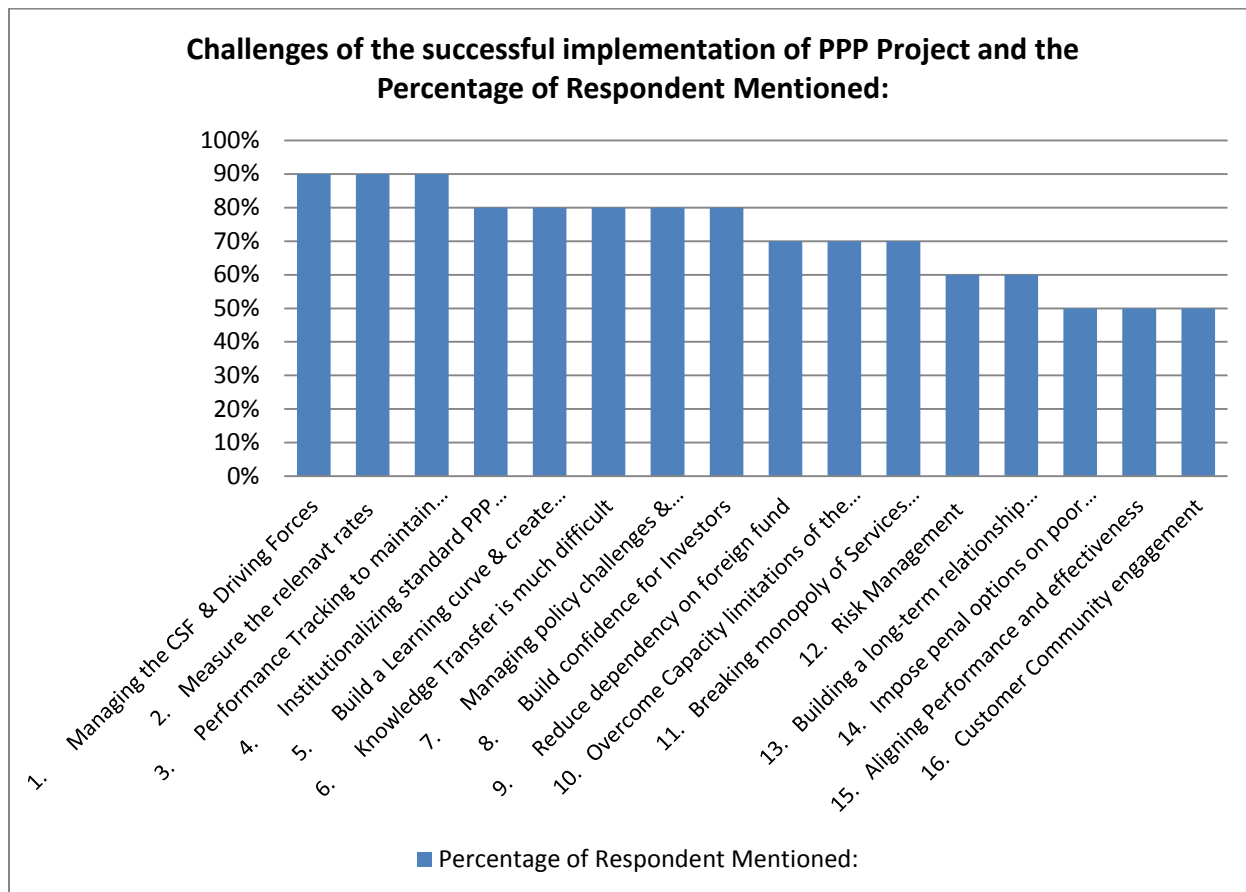 Challenges of the successful implementation of PPP Project and the
Percentage of Respondent Mentioned:
100%
90%
80%
70%
60%
50%
40%
30%
20%
10%
0%
1. Managing the CSF & Driving Forces
2. Measure the relenavt rates
3. Performance Tracking to maintain...
4. Institutionalizing standard PPP...
5. Build a Learning curve & create...
6. Knowledge Transfer is much difficult
7. Managing policy challenges &...
8. Build confidence for Investors
9. Reduce dependency on foreign fund
10. Overcome Capacity limitations of the...
11. Breaking monopoly of Services...
12. Risk Management
13. Building a long-term relationship...
14. Impose penal options on poor...
15. Aligning Performance and effectiveness
16. Customer Community engagement
Percentage of Respondent Mentioned: